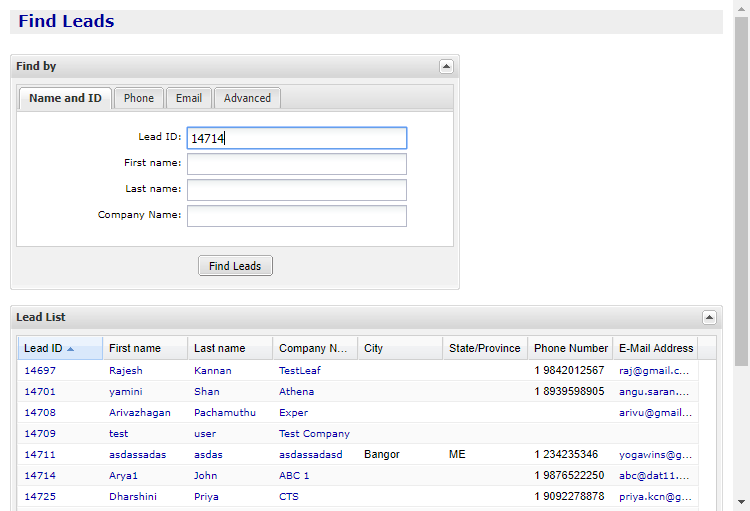 Find Leads
Find by
Name and ID Phone Email Advanced
Lead ID: 14714
First name:
Last name:
Company Name:
Find Leads
Lead List
Lead ID First name Last name Company N... City State/Province Phone Number E-Mail Address
14697 Rajesh Kannan TestLeaf 1 9842012567 raj@gmail.c...
14701 yamini Shan Athena 1 8939598905 angu.saran....
14708 Arivazhagan Pachamuthu Exper arivu@gmail...
14709 test user Test Company
14711 asdassadas asdas asdassadasd Bangor ME 1 234235346 yogawins@g...
14714 Arya1 John ABC 1 1 9876522250 abc@dat11....
14725 Dharshini Priya CTS 1 9092278878 priya.kcn@g...